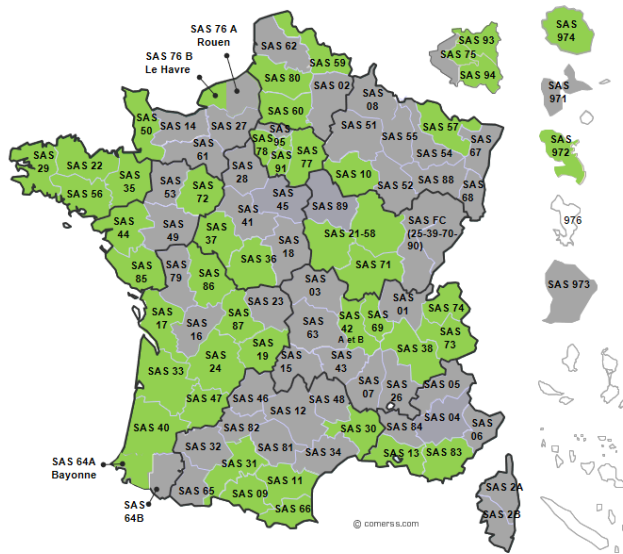 SAS 76 A
Rouen
SAS 76 B
Le Havre
SAS 62
SAS 59
SAS 80
SAS 02
SAS 60
SAS
08
SAS 93
SAS 75
SAS 94
SAS
974
SAS
971
SAS
972
976
SAS 973
SAS
50
SAS 14
SAS 27
SAS
61
SAS
95
SAS
78
SAS
91
SAS
77
SAS 51
SAS
55
SAS 57
SAS 54
SAS
67
SAS 88
SAS
68
SAS 10
SAS 52
SAS
29
SAS 22
SAS 56
SAS
35
SAS
53
SAS
72
SAS
28
SAS
45
SAS 89
SAS
41
SAS
44
SAS
49
SAS
37
SAS 36
SAS
18
SAS 21-58
SAS 71
SAS FC
(25-39-70-
90)
SAS
85
SAS
79
SAS
86
SAS 23
SAS
03
SAS
63
SAS
42
A et B
SAS
69
SAS
01
SAS 74
SAS
73
SAS 38
SAS
17
SAS
16
SAS
87
SAS
19
SAS
24
SAS
15
SAS
43
SAS
07
SAS
26
SAS 05
SAS 04
SAS
06
SAS 33
SAS 47
SAS 46
SAS 12
SAS 48
SAS 30
SAS 84
SAS 13
SAS 83
SAS 40
SAS 82
SAS 32
SAS 31
SAS 81
SAS 34
SAS 11
SAS 09
SAS 66
SAS 65
SAS 64A
Bayonne
SAS
64B
SAS 2A
SAS 2B
© comerss.com